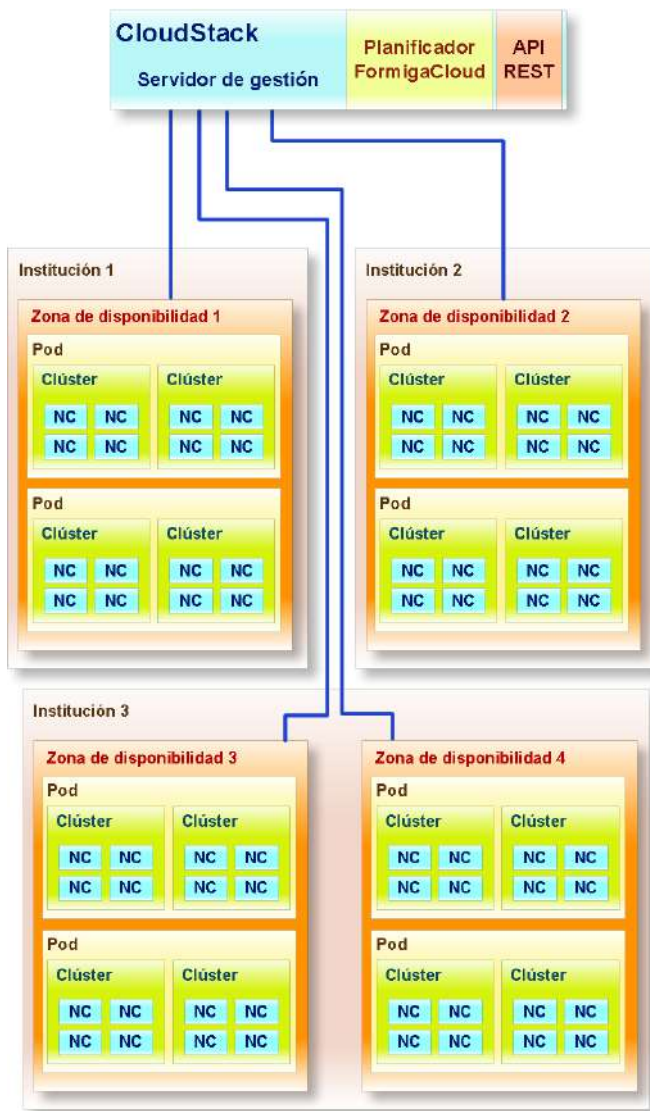 CloudStack
Servidor de gestión
Planificador
FormigaCloud
API
REST
Institución 1
Zona de disponibilidad 1
Pod
Clúster Clúster
NC NC NC NC
NC NC NC NC
Pod
Clúster Clúster
NC NC NC NC
NC NC NC NC
Institución 2
Zona de disponibilidad 2
Pod
Clúster Clúster
NC NC NC NC
NC NC NC NC
Pod
Clúster Clúster
NC NC NC NC
NC NC NC NC
Institución 3
Zona de disponibilidad 3
Pod
Clúster Clúster
NC NC NC NC
NC NC NC NC
Pod
Clúster Clúster
NC NC NC NC
NC NC NC NC
Zona de disponibilidad 4
Pod
Clúster Clúster
NC NC NC NC
NC NC NC NC
Pod
Clúster Clúster
NC NC NC NC
NC NC NC NC